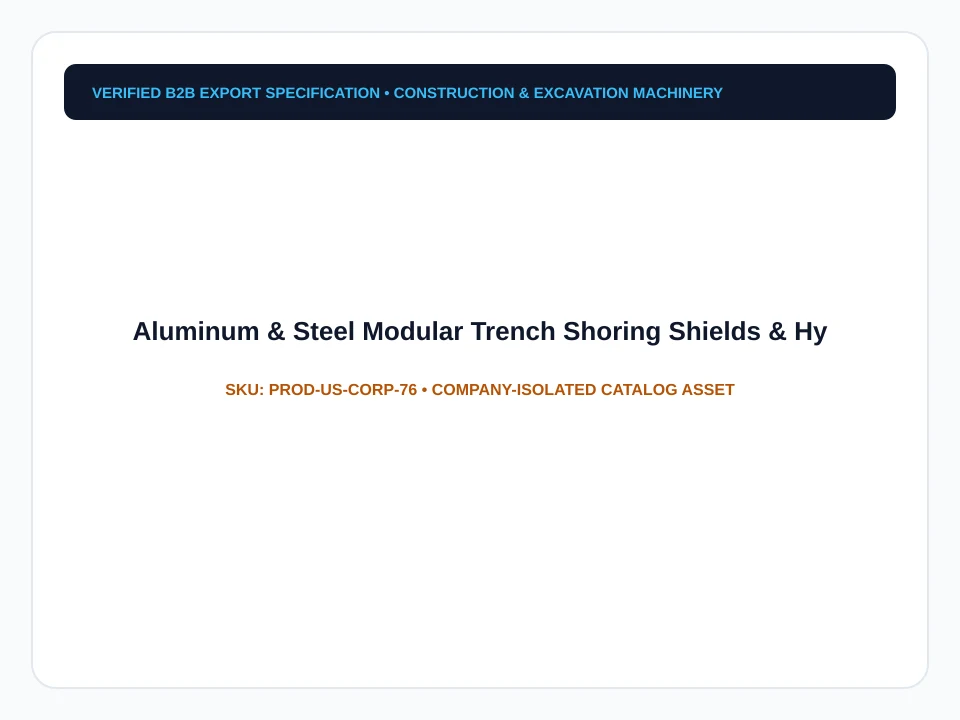 VERIFIED B2B EXPORT SPECIFICATION • CONSTRUCTION & EXCAVATION MACHINERY
Aluminum & Steel Modular Trench Shoring Shields & Hy
SKU: PROD-US-CORP-76 • COMPANY-ISOLATED CATALOG ASSET